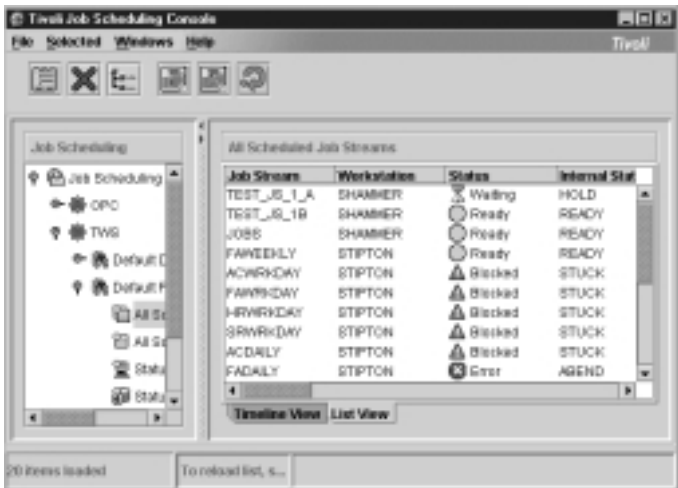 Tivoli Job Scheduling Console
File Selected Windows Help
Tivoli
Job Scheduling
Job Scheduling
OPC
TWS
Default D
Default P
All Sc
All Sc
Statu
Statu
All Scheduled Job Streams
Job Stream Workstation Status Internal Stat
TEST_JS_1_A SHAMMER Waiting HOLD
TEST_JS_1B SHAMMER Ready READY
JOBS SHAMMER Ready READY
FAWEEKLY STIPTON Ready READY
ACWRKDAY STIPTON Blocked STUCK
FAWRKDAY STIPTON Blocked STUCK
HRWRKDAY STIPTON Blocked STUCK
SRWRKDAY STIPTON Blocked STUCK
ACDAILY STIPTON Blocked STUCK
FADAILY STIPTON Error ABEND
Timeline View List View
20 items loaded
To reload list, s...